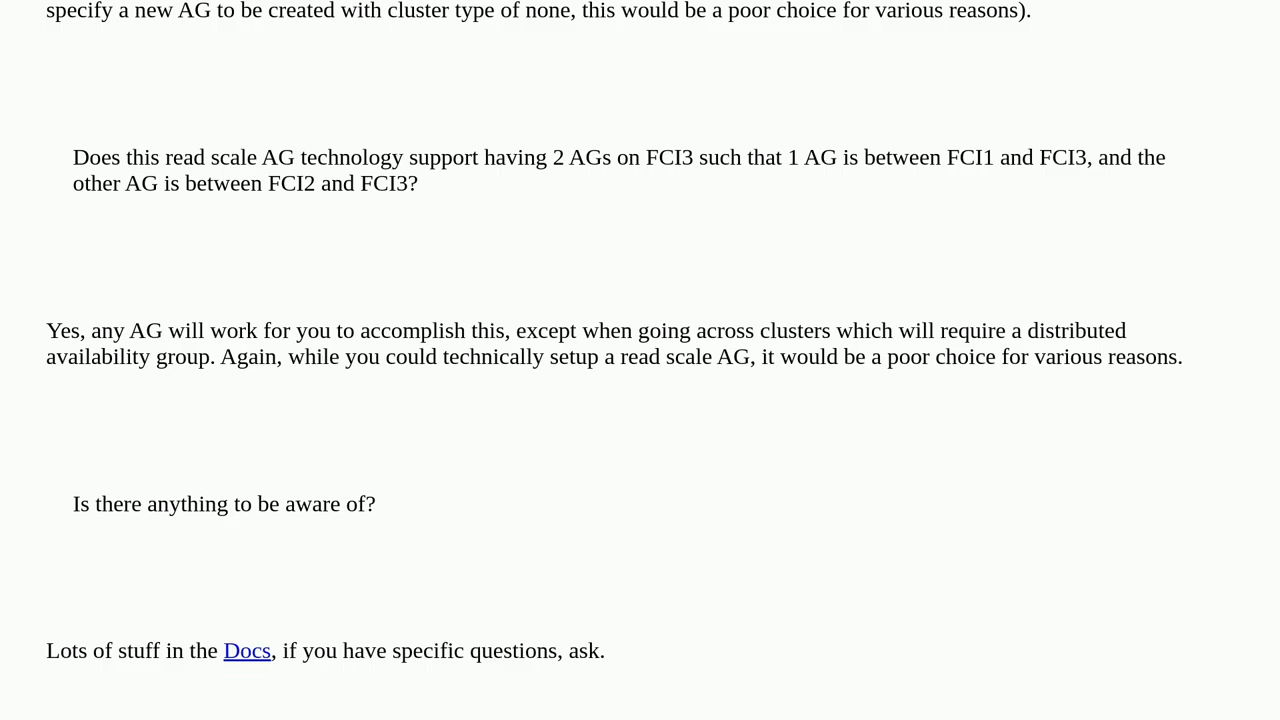 specify a new AG to be created with cluster type of none, this would be a poor choice for various reasons).
Does this read scale AG technology support having 2 AGs on FCI3 such that 1 AG is between FCI1 and FCI3, and the
other AG is between FCI2 and FCI3?
Yes, any AG will work for you to accomplish this, except when going across clusters which will require a distributed
availability group. Again, while you could technically setup a read scale AG, it would be a poor choice for various reasons.
Is there anything to be aware of?
Lots of stuff in the Docs, if you have specific questions, ask.